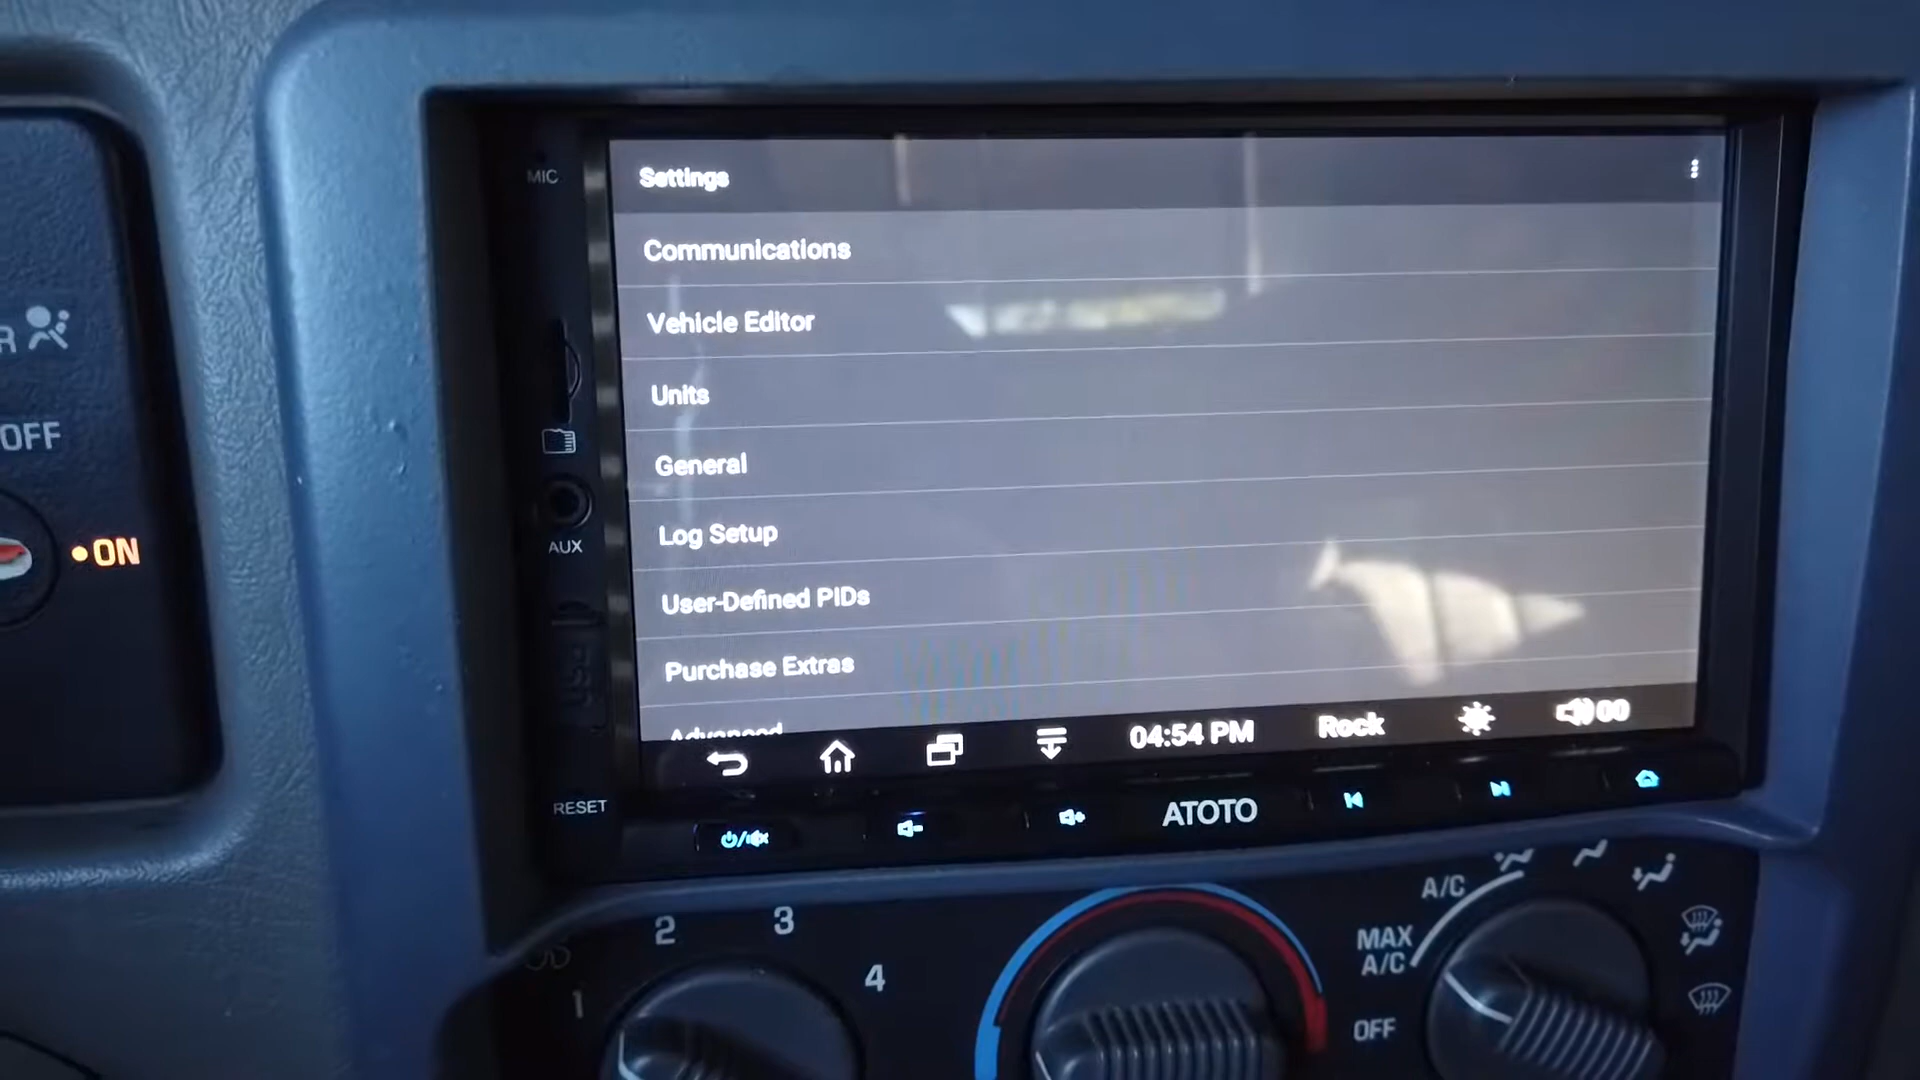 MIC
Settings
Communications
Vehicle Editor
Units
General
Log Setup
User-Defined PIDs
Purchase Extras
Advanced
04:54 PM
Rock
00
R
OFF
ON
AUX
RESET
ATOTO
1
2
3
4
A/C
MAX
A/C
OFF